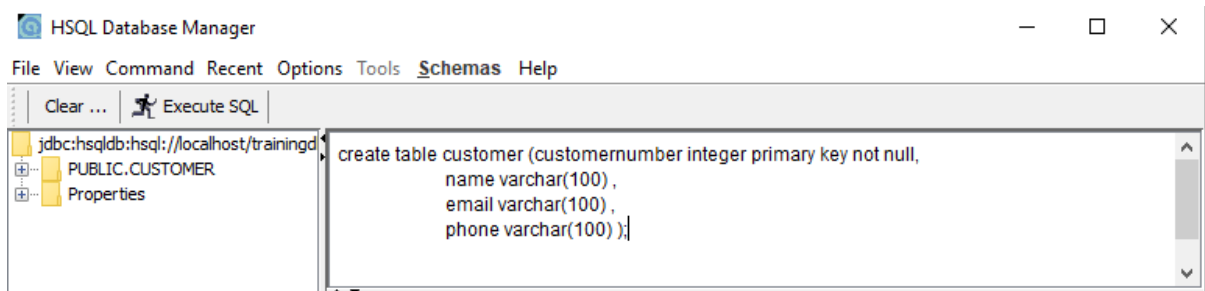 HSQL Database Manager
File View Command Recent Options Tools Schemas Help
Clear ... Execute SQL
jdbc:hsqldb:hsql://localhost/trainingd
PUBLIC.CUSTOMER
Properties
create table customer (customernumber integer primary key not null,
name varchar(100) ,
email varchar(100) ,
phone varchar(100) );